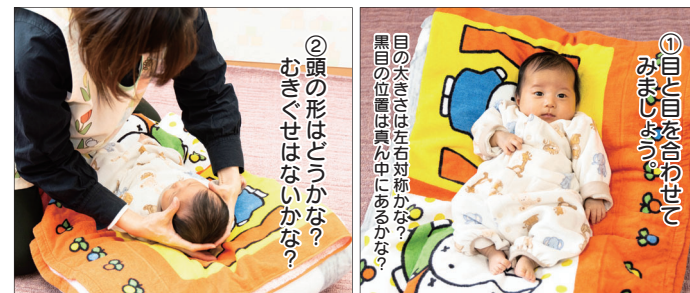 ①目と目を合わせて
みましょう。
目の大きさは左右対称かな?
黒目の位置は真ん中にあるかな?
②頭の形はどうかな?
むきぐせはないかな?